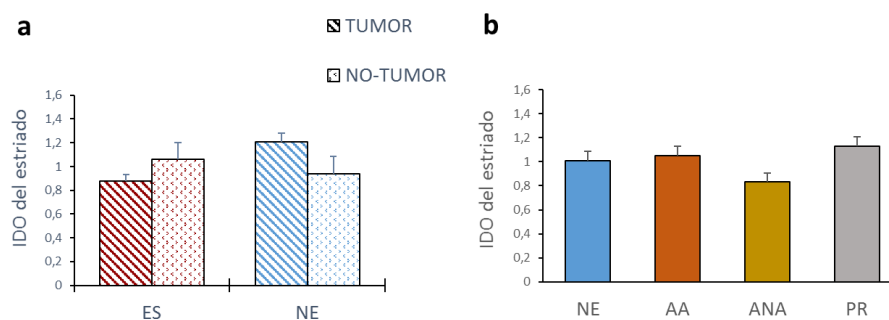 a
TUMOR
NO-TUMOR
IDO del estriado
1,6
1,4
1,2
1
0,8
0,6
0,4
0,2
0
ES NE
b
IDO del estriado
1,6
1,4
1,2
1
0,8
0,6
0,4
0,2
0
NE AA ANA PR